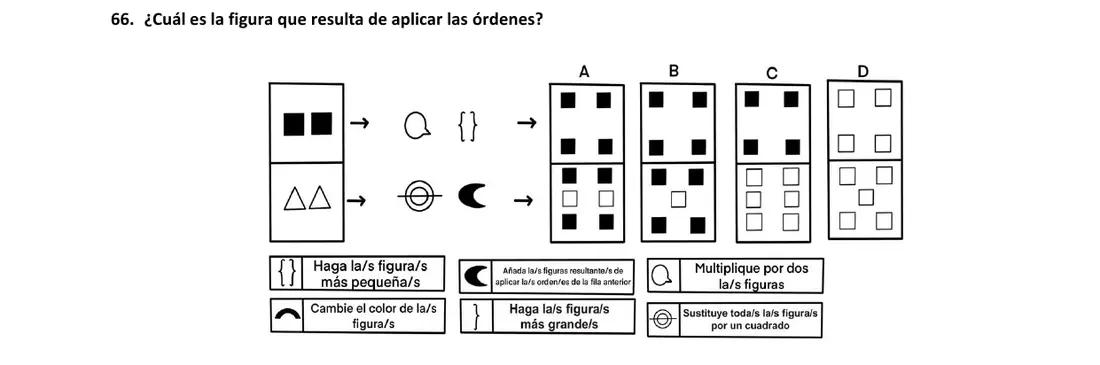 66. ¿Cuál es la figura que resulta de aplicar las órdenes?
A B C D
{}
{} Haga la/s figura/s
más pequeña/s
Añada la/s figuras resultante/s de
aplicar la/s orden/es de la fila anterior
Multiplique por dos
la/s figuras
Cambie el color de la/s
figura/s
} Haga la/s figura/s
más grande/s
Sustituye toda/s la/s figura/s
por un cuadrado